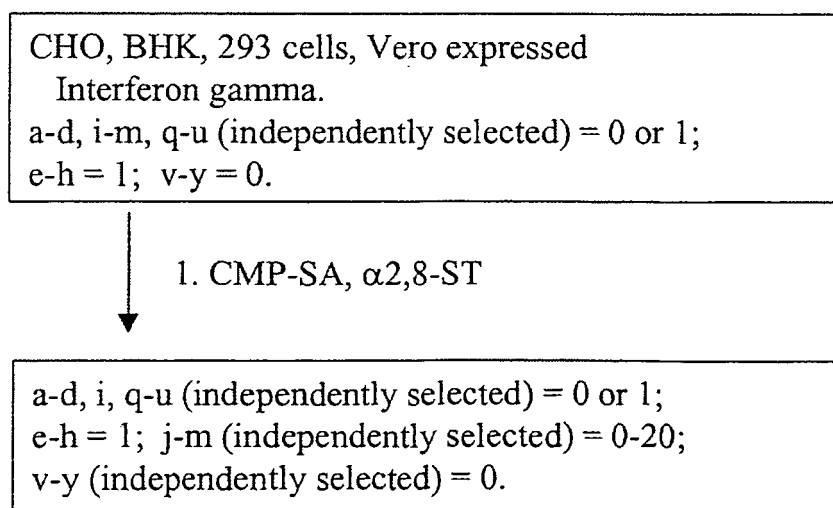 CHO, BHK, 293 cells, Vero expressed
Interferon gamma.
a-d, i-m, q-u (independently selected) = 0 or 1;
e-h = 1; v-y = 0.
1. CMP-SA, α2,8-ST
a-d, i, q-u (independently selected) = 0 or 1;
e-h = 1; j-m (independently selected) = 0-20;
v-y (independently selected) = 0.